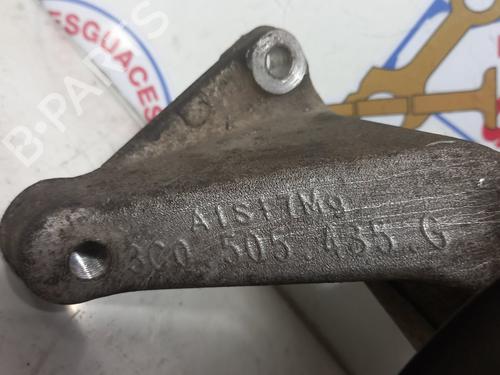 ESGUACES
B-PARTS
AlSi7Mg
3C0 505 435.G